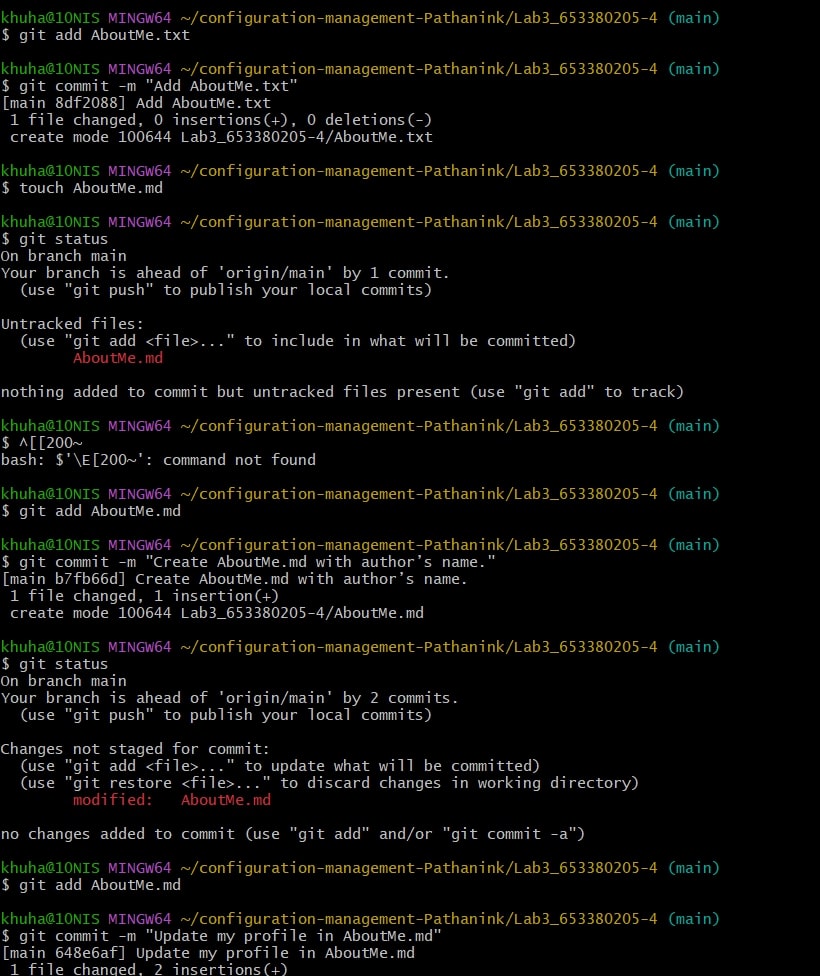 khuha@10NIS MINGW64 ~/configuration-management-Pathanink/Lab3_653380205-4 (main)
$ git add AboutMe.txt
khuha@10NIS MINGW64 ~/configuration-management-Pathanink/Lab3_653380205-4 (main)
$ git commit -m "Add AboutMe.txt"
[main 8df2088] Add AboutMe.txt
1 file changed, 0 insertions(+), 0 deletions(-)
create mode 100644 Lab3_653380205-4/AboutMe.txt
khuha@10NIS MINGW64 ~/configuration-management-Pathanink/Lab3_653380205-4 (main)
$ touch AboutMe.md
khuha@10NIS MINGW64 ~/configuration-management-Pathanink/Lab3_653380205-4 (main)
$ git status
On branch main
Your branch is ahead of 'origin/main' by 1 commit.
(use "git push" to publish your local commits)
Untracked files:
(use "git add <file>..." to include in what will be committed)
AboutMe.md
nothing added to commit but untracked files present (use "git add" to track)
khuha@10NIS MINGW64 ~/configuration-management-Pathanink/Lab3_653380205-4 (main)
$ ^[[200~
bash: $'\E[200~': command not found
khuha@10NIS MINGW64 ~/configuration-management-Pathanink/Lab3_653380205-4 (main)
$ git add AboutMe.md
khuha@10NIS MINGW64 ~/configuration-management-Pathanink/Lab3_653380205-4 (main)
$ git commit -m "Create AboutMe.md with author’s name."
[main b7fb66d] Create AboutMe.md with author’s name.
1 file changed, 1 insertion(+)
create mode 100644 Lab3_653380205-4/AboutMe.md
khuha@10NIS MINGW64 ~/configuration-management-Pathanink/Lab3_653380205-4 (main)
$ git status
On branch main
Your branch is ahead of 'origin/main' by 2 commits.
(use "git push" to publish your local commits)
Changes not staged for commit:
(use "git add <file>..." to update what will be committed)
(use "git restore <file>..." to discard changes in working directory)
modified:   AboutMe.md
no changes added to commit (use "git add" and/or "git commit -a")
khuha@10NIS MINGW64 ~/configuration-management-Pathanink/Lab3_653380205-4 (main)
$ git add AboutMe.md
khuha@10NIS MINGW64 ~/configuration-management-Pathanink/Lab3_653380205-4 (main)
$ git commit -m "Update my profile in AboutMe.md"
[main 648e6af] Update my profile in AboutMe.md
1 file changed, 2 insertions(+)